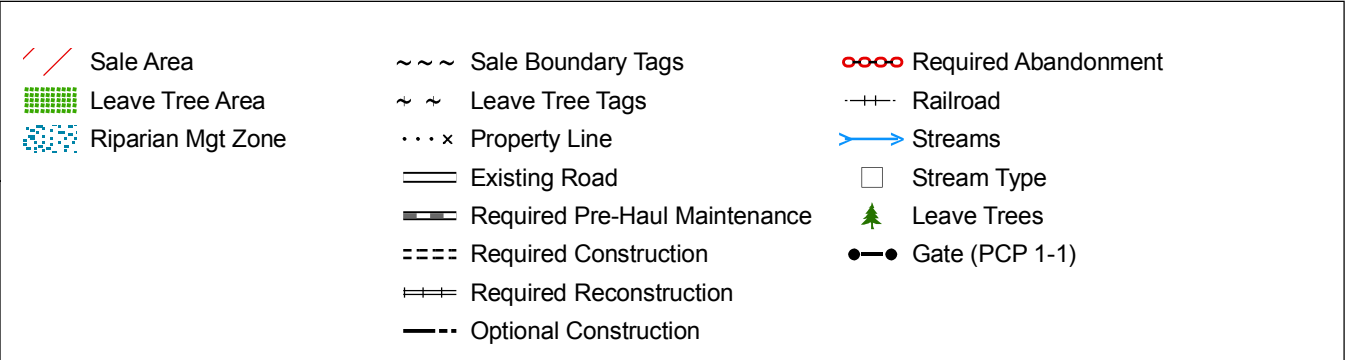 Sale Area
Leave Tree Area
Riparian Mgt Zone
Sale Boundary Tags
Leave Tree Tags
Property Line
Existing Road
Required Pre-Haul Maintenance
Required Construction
Required Reconstruction
Optional Construction
Required Abandonment
Railroad
Streams
Stream Type
Leave Trees
Gate (PCP 1-1)